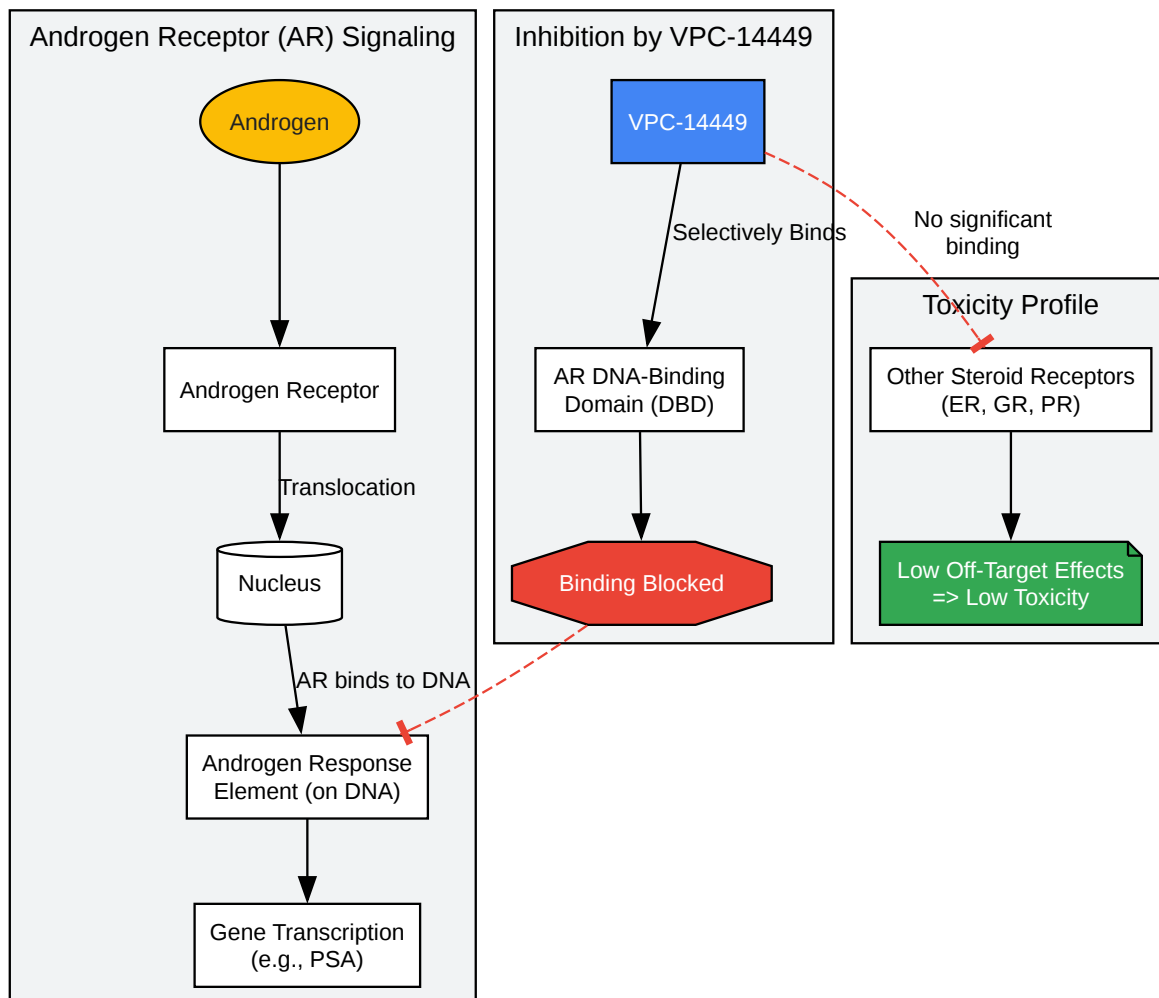 Androgen Receptor (AR) Signaling
Androgen
Androgen Receptor
Translocation
Nucleus
AR binds to DNA
Androgen Response
Element (on DNA)
Gene Transcription
(e.g., PSA)
Inhibition by VPC-14449
VPC-14449
Selectively Binds
AR DNA-Binding
Domain (DBD)
Binding Blocked
No significant
binding
Toxicity Profile
Other Steroid Receptors
(ER, GR, PR)
Low Off-Target Effects
=> Low Toxicity